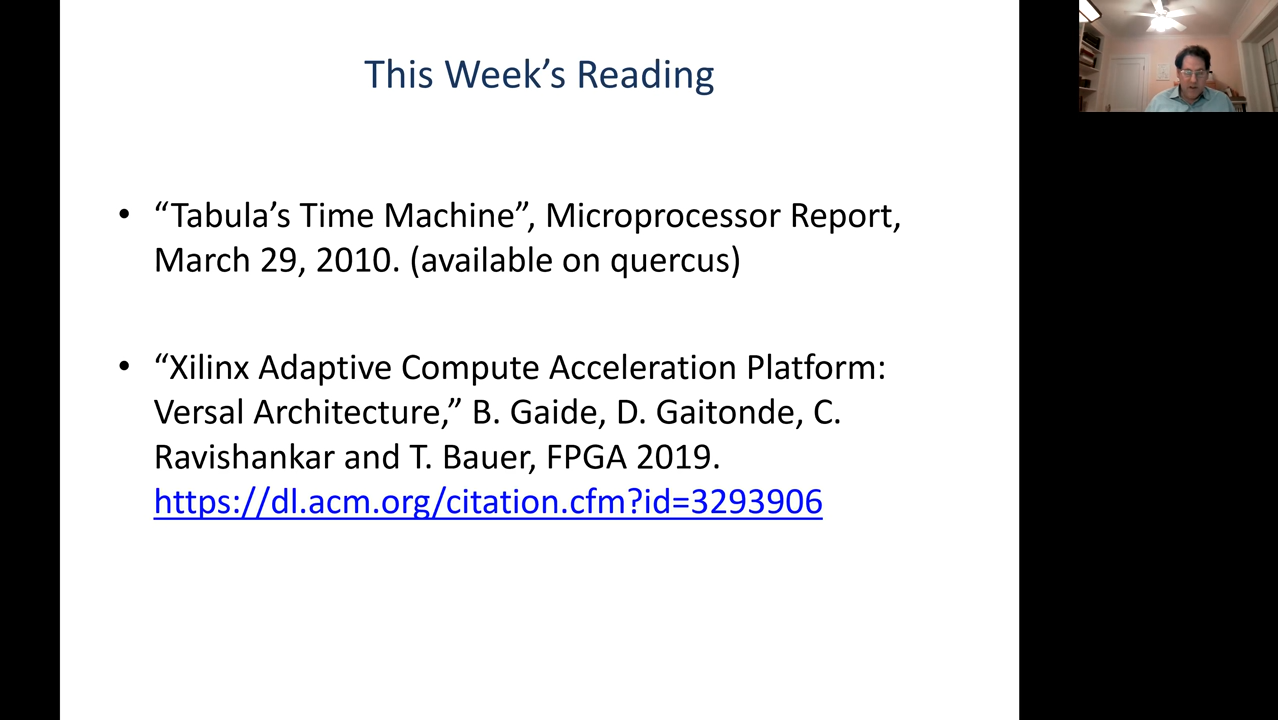 This Week’s Reading
• “Tabula’s Time Machine”, Microprocessor Report,
March 29, 2010. (available on quercus)
• “Xilinx Adaptive Compute Acceleration Platform:
Versal Architecture,” B. Gaide, D. Gaitonde, C.
Ravishankar and T. Bauer, FPGA 2019.
https://dl.acm.org/citation.cfm?id=3293906